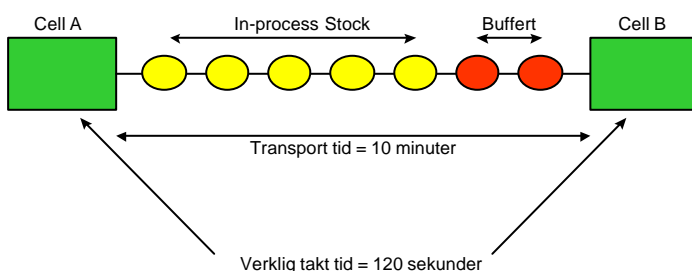 Cell A
In-process Stock
Buffert
Cell B
Transport tid = 10 minuter
Verklig takt tid = 120 sekunder